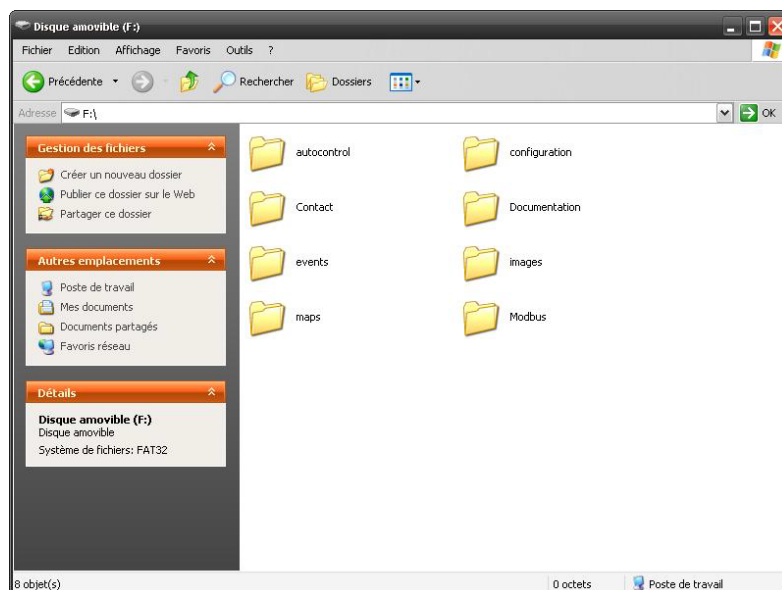 Disque amovible (F:)
Fichier Edition Affichage Favoris Outils ?
Précédente Rechercher Dossiers
Adresse F:\ OK
Gestion des fichiers
Créer un nouveau dossier
Publier ce dossier sur le Web
Partager ce dossier
Autres emplacements
Poste de travail
Mes documents
Documents partagés
Favoris réseau
Détails
Disque amovible (F:)
Disque amovible
Système de fichiers: FAT32
autocontrol configuration
Contact Documentation
events images
maps Modbus
8 objet(s) 0 octets Poste de travail